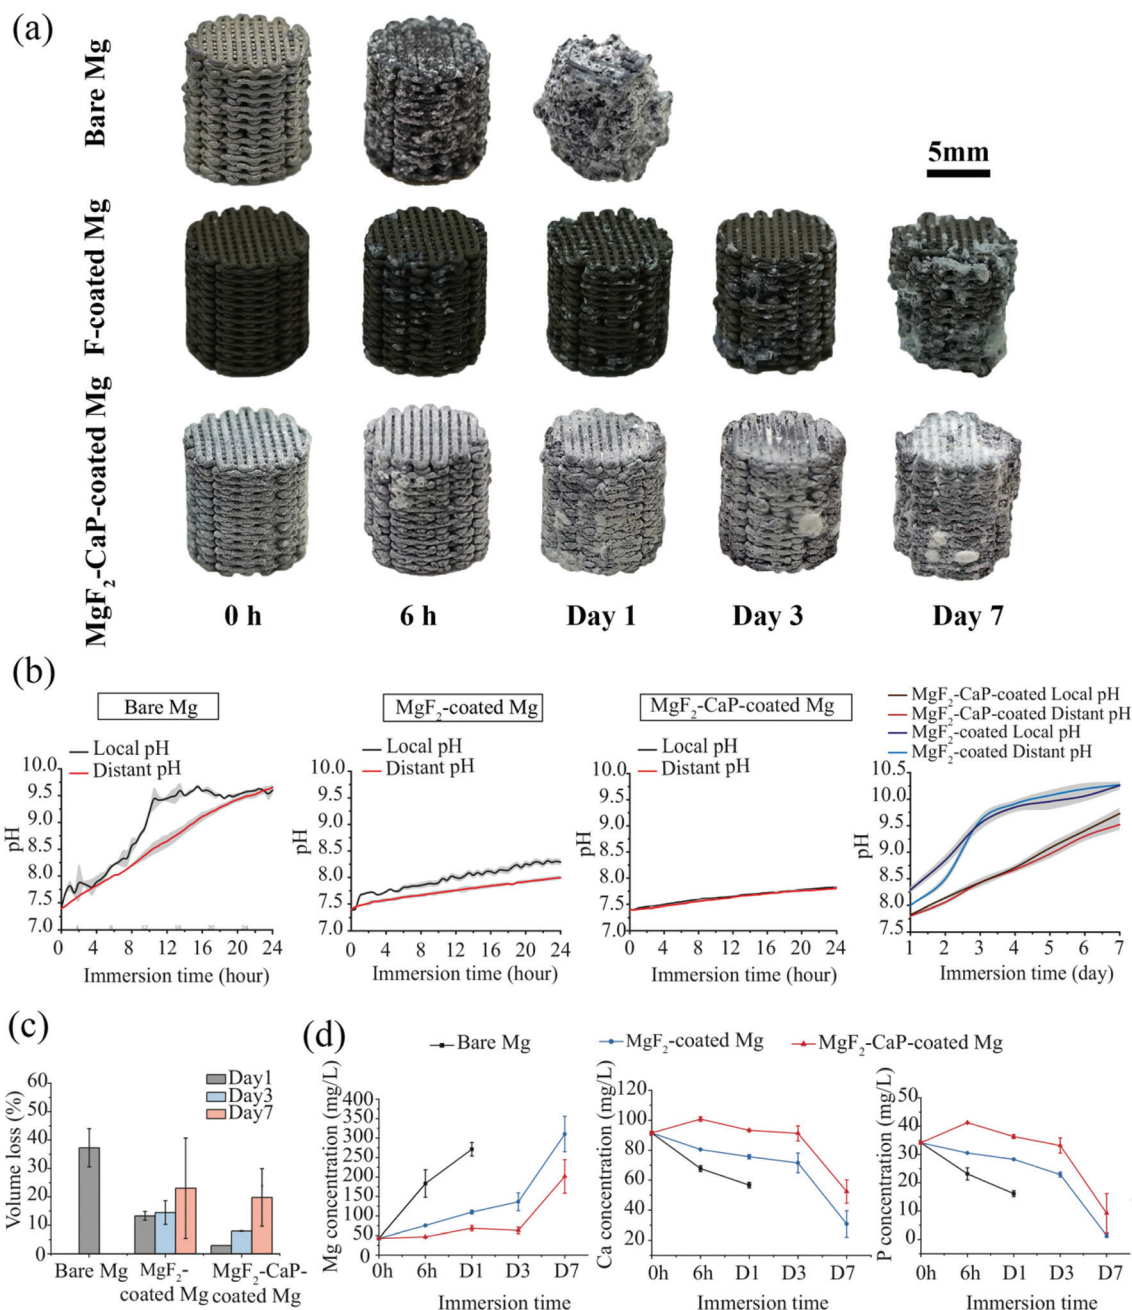 (a)
Bare Mg
5mm
F-coated Mg
MgF2-CaP-coated Mg
0 h
6 h
Day 1
Day 3
Day 7
(b)
Bare Mg
Local pH
Distant pH
10.0
9.5
9.0
8.5
8.0
7.5
7.0
pH
0
4
8
12
16
20
24
Immersion time (hour)
MgF2-coated Mg
Local pH
Distant pH
10.0
9.5
9.0
8.5
8.0
7.5
7.0
pH
0
4
8
12
16
20
24
Immersion time (hour)
MgF2-CaP-coated Mg
Local pH
Distant pH
10.0
9.5
9.0
8.5
8.0
7.5
7.0
pH
0
4
8
12
16
20
24
Immersion time (hour)
MgF2-CaP-coated Local pH
MgF2-CaP-coated Distant pH
MgF2-coated Local pH
MgF2-coated Distant pH
10.5
10.0
9.5
9.0
8.5
8.0
7.5
pH
1
2
3
4
5
6
7
Immersion time (day)
(c)
Day1
Day3
Day7
60
50
40
30
20
10
0
Volume loss (%)
Bare Mg
MgF2-
coated Mg
MgF2-CaP-
coated Mg
(d)
Bare Mg
MgF2-coated Mg
MgF2-CaP-coated Mg
Mg concentration (mg/L)
400
350
300
250
200
150
100
50
0
0h
6h
D1
D3
D7
Immersion time
Ca concentration (mg/L)
120
100
80
60
40
20
0h
6h
D1
D3
D7
Immersion time
P concentration (mg/L)
50
40
30
20
10
0
0h
6h
D1
D3
D7
Immersion time